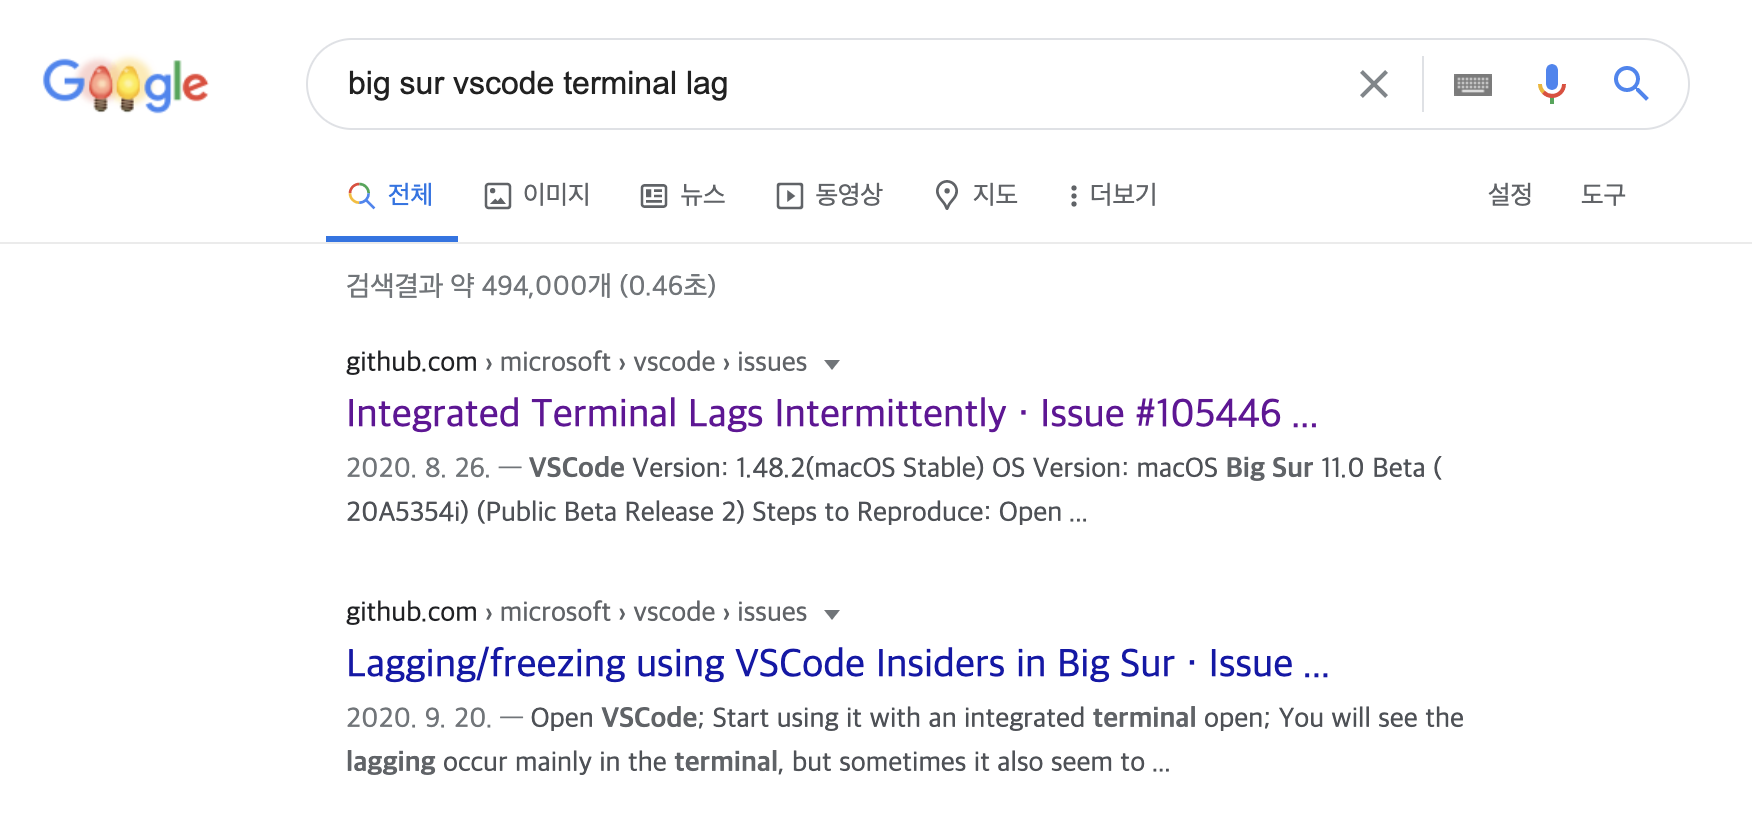 Google
big sur vscode terminal lag
전체 이미지 뉴스 동영상 지도 더보기 설정 도구
검색결과 약 494,000개 (0.46초)
github.com › microsoft › vscode › issues
Integrated Terminal Lags Intermittently · Issue #105446 ...
2020. 8. 26. — VSCode Version: 1.48.2(macOS Stable) OS Version: macOS Big Sur 11.0 Beta (
20A5354i) (Public Beta Release 2) Steps to Reproduce: Open ...
github.com › microsoft › vscode › issues
Lagging/freezing using VSCode Insiders in Big Sur · Issue ...
2020. 9. 20. — Open VSCode; Start using it with an integrated terminal open; You will see the
lagging occur mainly in the terminal, but sometimes it also seem to ...